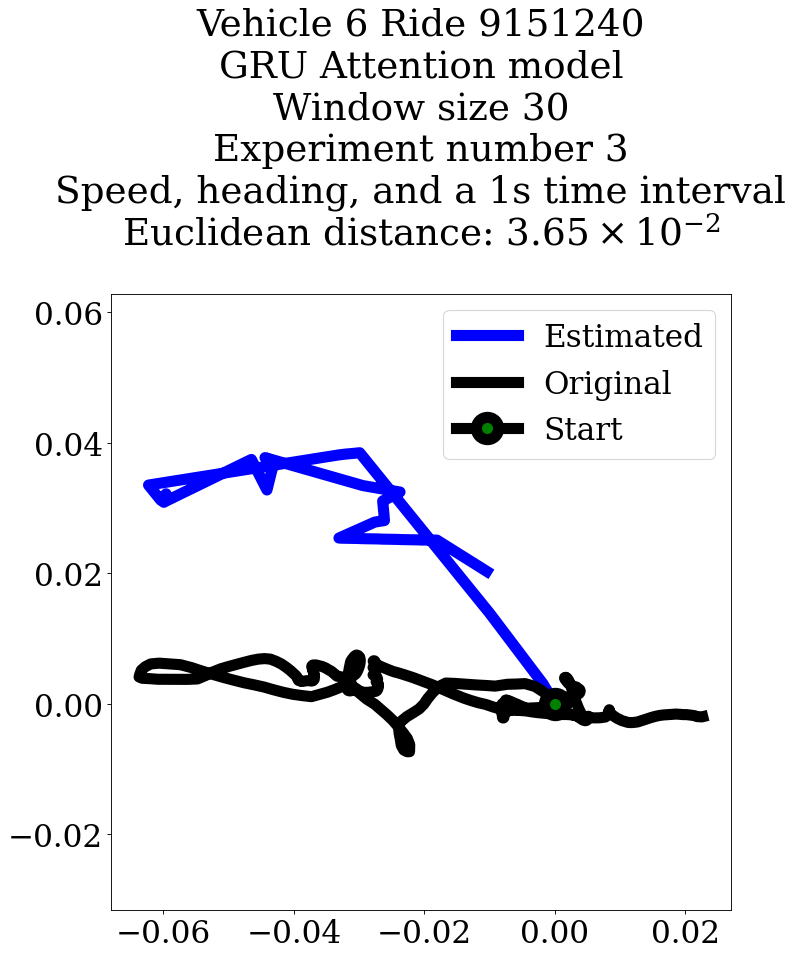 Vehicle 6 Ride 9151240
GRU Attention model
Window size 30
Experiment number 3
Speed, heading, and a 1s time interval
Euclidean distance: 3.65 × 10⁻²
0.06
Estimated
Original
Start
0.04
0.02
0.00
−0.02
−0.06 −0.04 −0.02 0.00 0.02